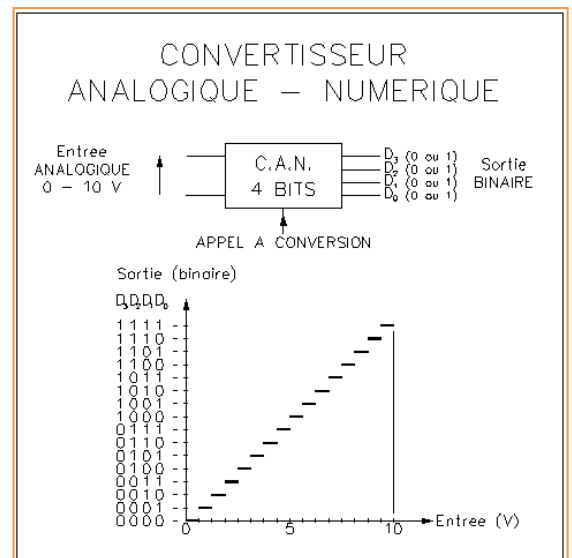 CONVERTISSEUR
ANALOGIQUE – NUMERIQUE
Entree
ANALOGIQUE
0 – 10 V
C.A.N.
4 BITS
D3 (0 ou 1)
D2 (0 ou 1)
D1 (0 ou 1)
D0 (0 ou 1)
Sortie
BINAIRE
APPEL A CONVERSION
Sortie (binaire)
D3D2D1D0
1111
1110
1101
1100
1011
1010
1001
1000
0111
0110
0101
0100
0011
0010
0001
0000
0
5
10
Entree (V)